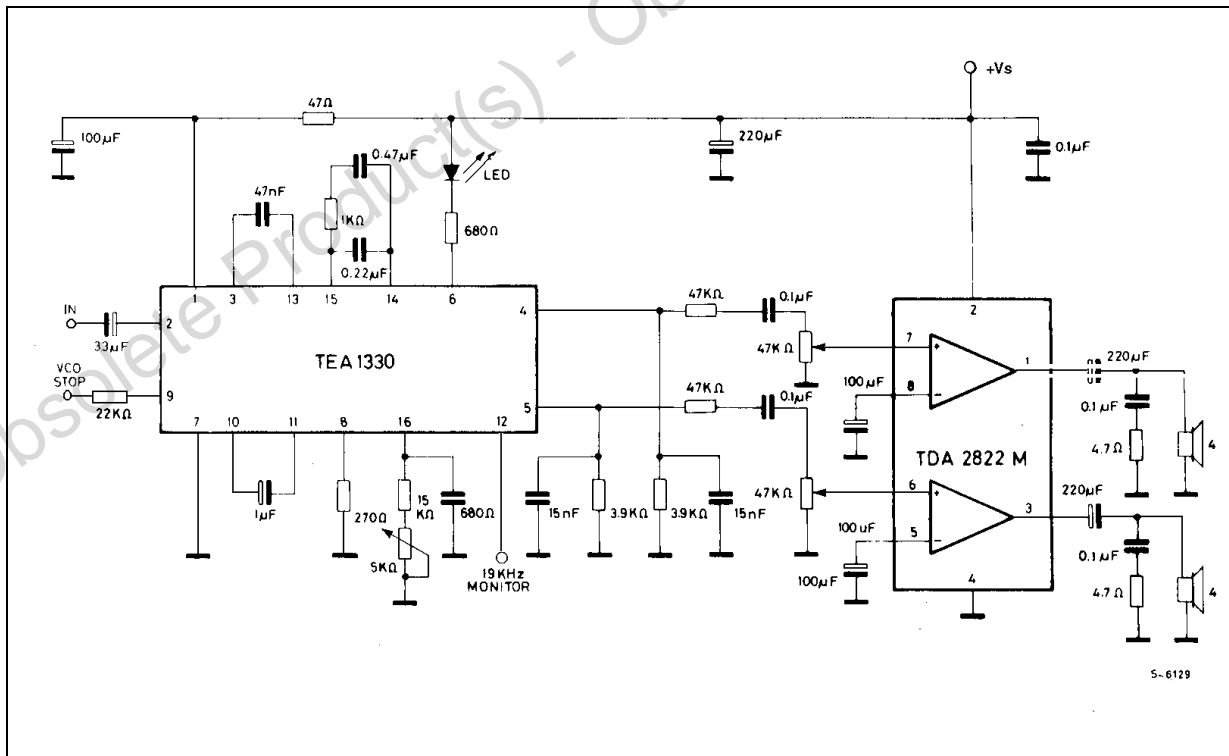 Obsolete Product(s) - Ob
+Vs
47Ω
100µF
220µF
0.1µF
0.47µF
LED
47nF
1KΩ
680Ω
0.22µF
1
3
13
15
14
6
IN
33µF
2
TEA 1330
4
47KΩ
0.1µF
47KΩ
2
7
+
1
220µF
VCO
STOP
22KΩ
9
5
47KΩ
0.1µF
100µF
8
−
0.1µF
4.7Ω
4
7
10
11
8
16
12
TDA 2822 M
1µF
270Ω
15
KΩ
680Ω
5KΩ
19KHz
MONITOR
15nF
3.9KΩ
3.9KΩ
15nF
47KΩ
6
+
3
220µF
100uF
5
−
100µF
0.1µF
4.7Ω
4
4
S-6129